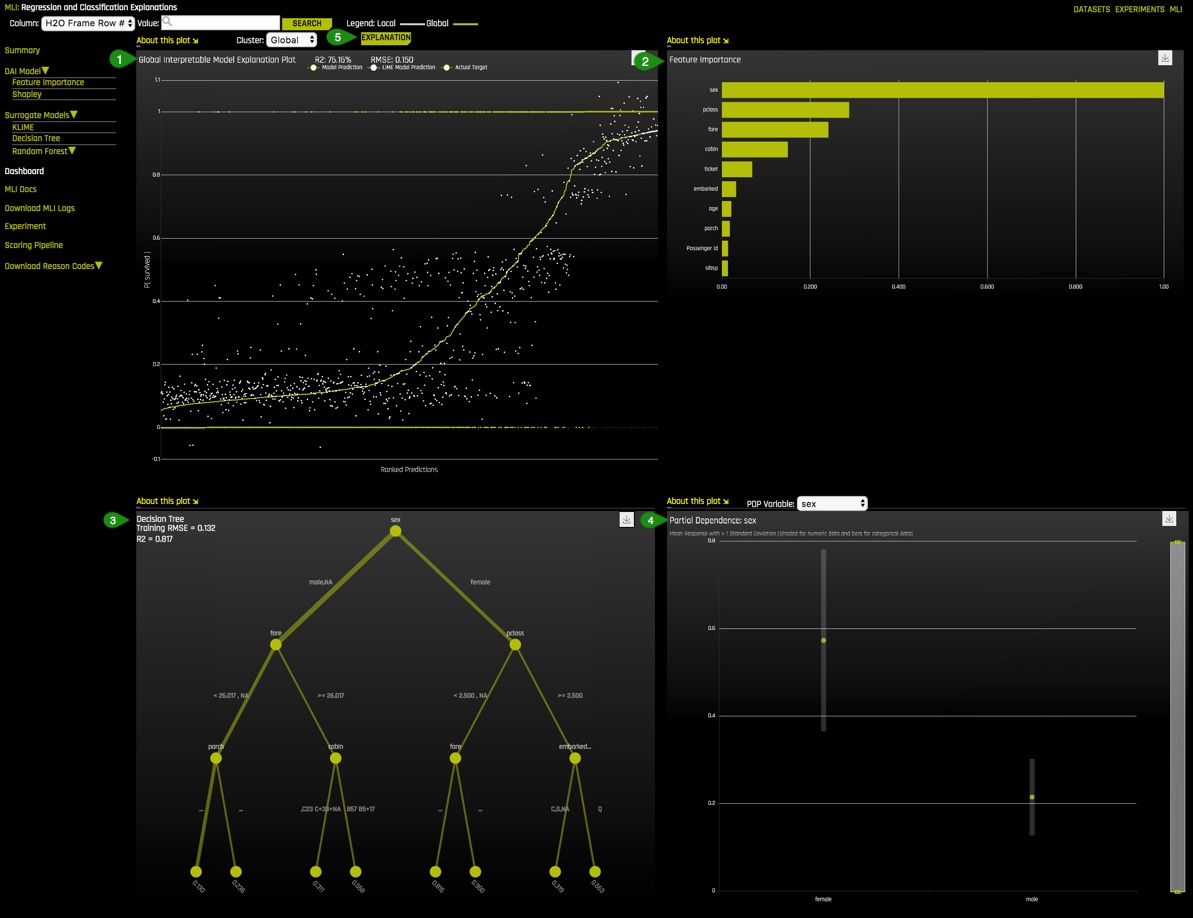 MLI: Regression and Classification Explanations
DATASETS EXPERIMENTS MLI
Column: H2O Frame Row # Value: SEARCH Legend: Local Global
About this plot Cluster: Global 5 EXPLANATION
About this plot
Summary
DAI Model
Feature Importance
Shapley
Surrogate Models
KLIME
Decision Tree
Random Forest
Dashboard
MLI Docs
Download MLI Logs
Experiment
Scoring Pipeline
Download Reason Codes
1 Global Interpretable Model Explanation Plot R2: 76.16% RMSE: 0.150
Model Prediction LIME Model Prediction Actual Target
1.1
1
0.8
0.6
0.4
0.2
0
-0.1
P( survived )
Ranked Predictions
2 Feature Importance
sex
pclass
fare
cabin
ticket
embarked
age
parch
Passenger Id
sibsp
0.00 0.200 0.400 0.600 0.800 1.00
About this plot
3 Decision Tree
Training RMSE = 0.132
R2 = 0.817
sex
male,NA female
fare pclass
< 26.017 , NA >= 26.017 < 2.500 , NA >= 2.500
parch cabin fare embarked...
... ... ,C23 C+33+NA B57 B5+17 ... ... C,S,NA Q
0.130 0.236 0.311 0.568 0.815 0.900 0.379 0.553
About this plot PDP Variable: sex
4 Partial Dependence: sex
Mean Response with ± 1 Standard Deviation (Shaded for numeric data and bars for categorical data)
0.8
0.6
0.4
0.2
0
female male